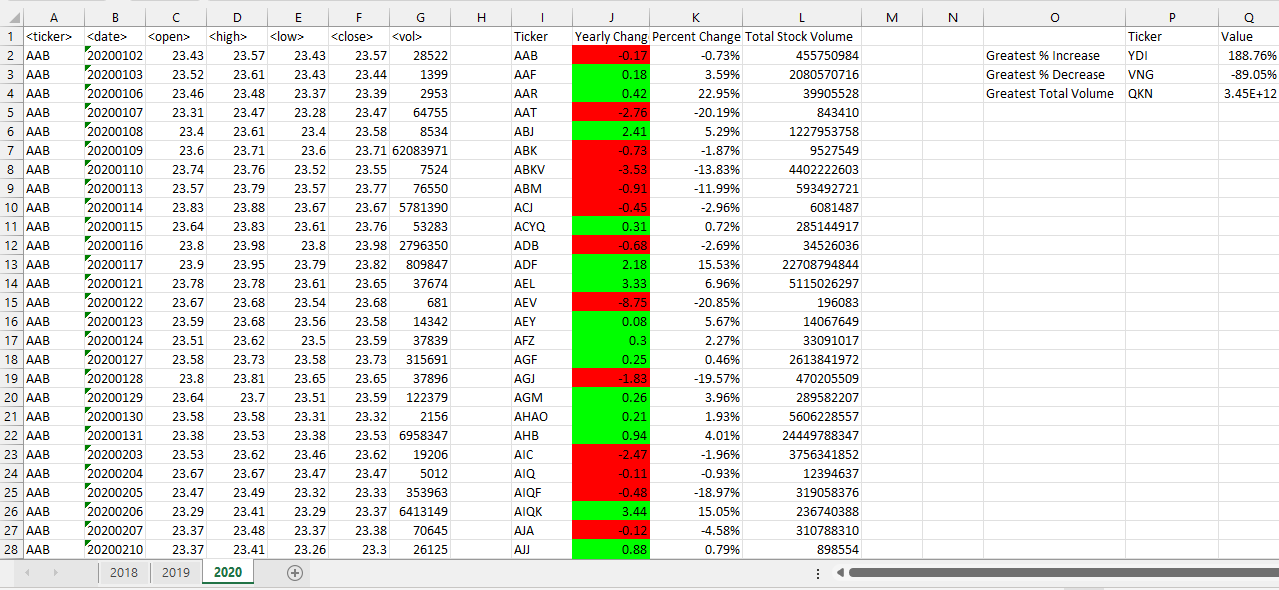 A B C D E F G H I J K L M N O P Q
1 <ticker> <date> <open> <high> <low> <close> <vol> Ticker Yearly Chang Percent Change Total Stock Volume Ticker Value
2 AAB 20200102 23.43 23.57 23.43 23.57 28522 AAB -0.17 -0.73% 455750984 Greatest % Increase YDI 188.76%
3 AAB 20200103 23.52 23.61 23.43 23.44 1399 AAF 0.18 3.59% 2080570716 Greatest % Decrease VNG -89.05%
4 AAB 20200106 23.46 23.48 23.37 23.39 2953 AAR 0.42 22.95% 39905528 Greatest Total Volume QKN 3.45E+12
5 AAB 20200107 23.31 23.47 23.28 23.47 64755 AAT -2.76 -20.19% 843410
6 AAB 20200108 23.4 23.61 23.4 23.58 8534 ABJ 2.41 5.29% 1227953758
7 AAB 20200109 23.6 23.71 23.6 23.71 62083971 ABK -0.73 -1.87% 9527549
8 AAB 20200110 23.74 23.76 23.52 23.55 7524 ABKV -3.53 -13.83% 4402222603
9 AAB 20200113 23.57 23.79 23.57 23.77 76550 ABM -0.91 -11.99% 593492721
10 AAB 20200114 23.83 23.88 23.67 23.67 5781390 ACJ -0.45 -2.96% 6081487
11 AAB 20200115 23.64 23.83 23.61 23.76 53283 ACYQ 0.31 0.72% 285144917
12 AAB 20200116 23.8 23.98 23.8 23.98 2796350 ADB -0.68 -2.69% 34526036
13 AAB 20200117 23.9 23.95 23.79 23.82 809847 ADF 2.18 15.53% 22708794844
14 AAB 20200121 23.78 23.78 23.61 23.65 37674 AEL 3.33 6.96% 5115026297
15 AAB 20200122 23.67 23.68 23.54 23.68 681 AEV -8.75 -20.85% 196083
16 AAB 20200123 23.59 23.68 23.56 23.58 14342 AEY 0.08 5.67% 14067649
17 AAB 20200124 23.51 23.62 23.5 23.59 37839 AFZ 0.3 2.27% 33091017
18 AAB 20200127 23.58 23.73 23.58 23.73 315691 AGF 0.25 0.46% 2613841972
19 AAB 20200128 23.8 23.81 23.65 23.65 37896 AGJ -1.83 -19.57% 470205509
20 AAB 20200129 23.64 23.7 23.51 23.59 122379 AGM 0.26 3.96% 289582207
21 AAB 20200130 23.58 23.58 23.31 23.32 2156 AHAO 0.21 1.93% 5606228557
22 AAB 20200131 23.38 23.53 23.38 23.53 6958347 AHB 0.94 4.01% 24449788347
23 AAB 20200203 23.53 23.62 23.46 23.62 19206 AIC -2.47 -1.96% 3756341852
24 AAB 20200204 23.67 23.67 23.47 23.47 5012 AIQ -0.11 -0.93% 12394637
25 AAB 20200205 23.47 23.49 23.32 23.33 353963 AIQF -0.48 -18.97% 319058376
26 AAB 20200206 23.29 23.41 23.29 23.37 6413149 AIQK 3.44 15.05% 236740388
27 AAB 20200207 23.37 23.48 23.37 23.38 70645 AJA -0.12 -4.58% 310788310
28 AAB 20200210 23.37 23.41 23.26 23.3 26125 AJJ 0.88 0.79% 898554
2018 2019 2020